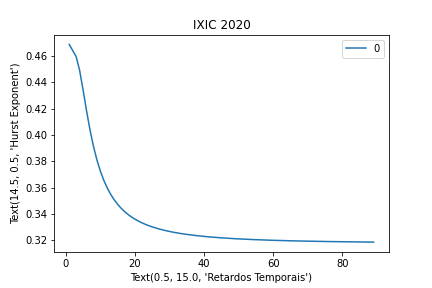 IXIC 2020
0
0.46
0.44
0.42
0.40
0.38
0.36
0.34
0.32
Text(14.5, 0.5, 'Hurst Exponent')
0 20 40 60 80
Text(0.5, 15.0, 'Retardos Temporais')